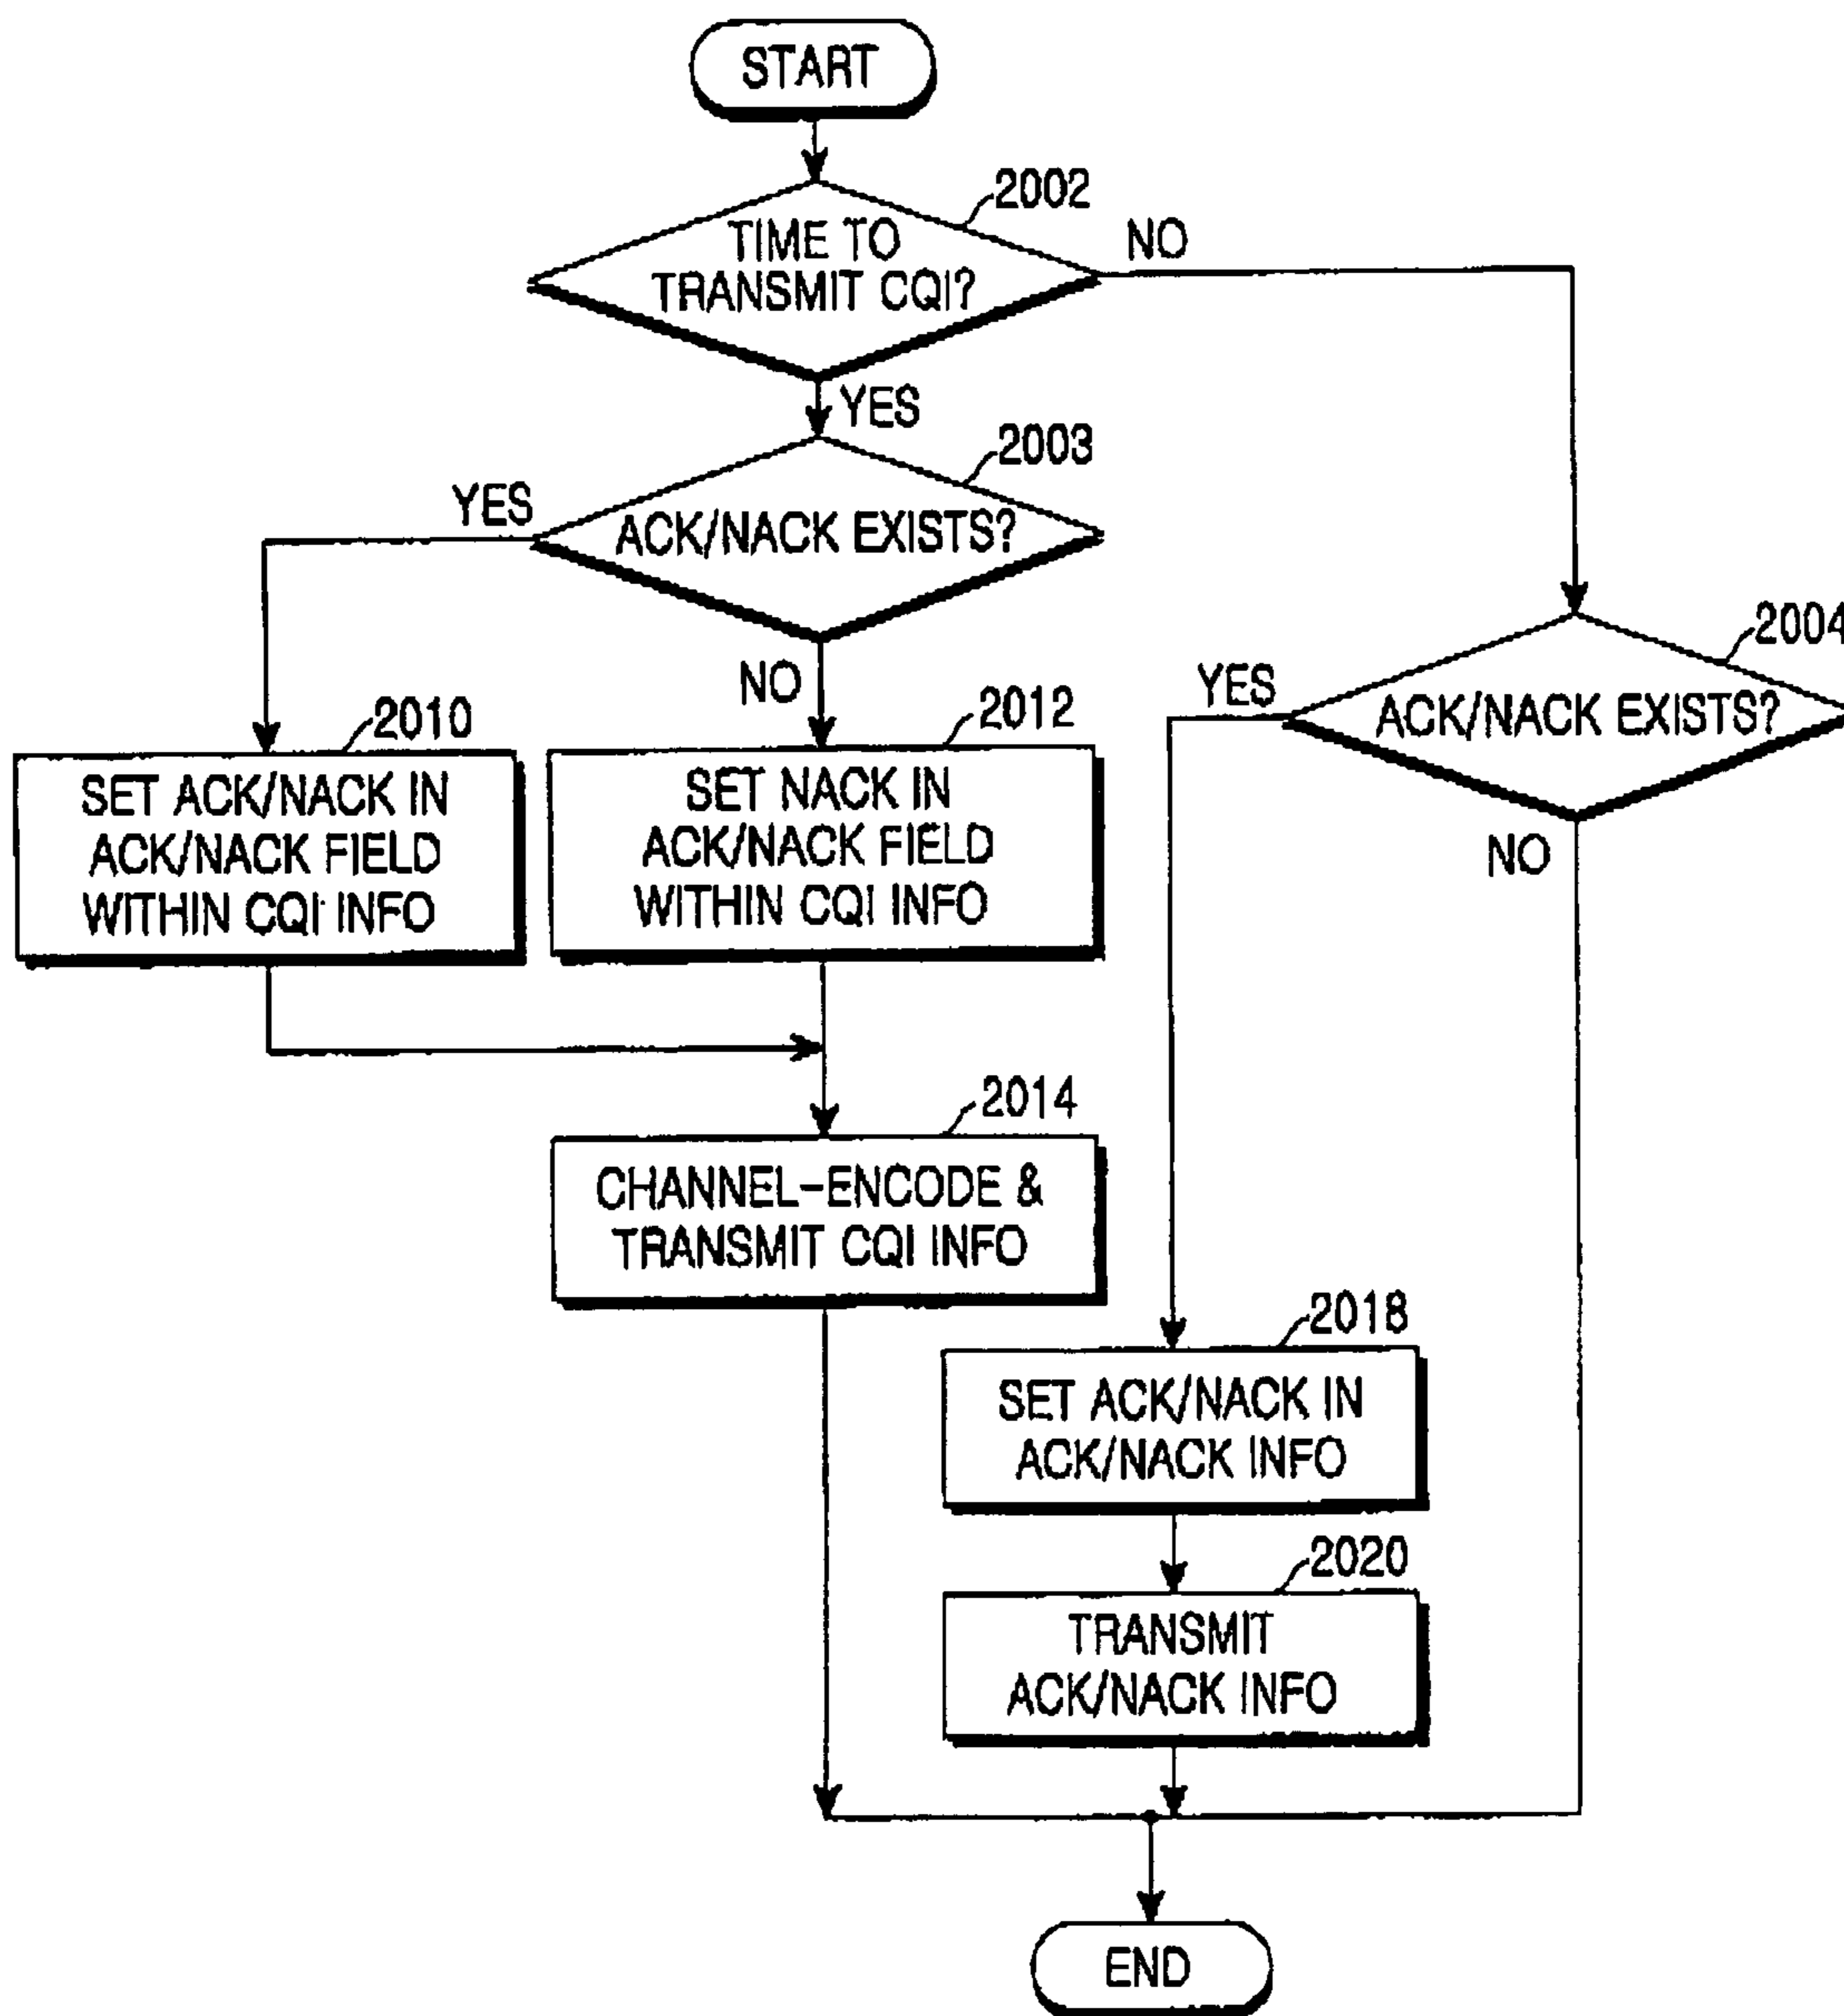 START
2002
TIME TO
TRANSMIT CQI?
NO
YES
2003
YES
ACK/NACK EXISTS?
NO
2004
YES
ACK/NACK EXISTS?
NO
2010
SET ACK/NACK IN
ACK/NACK FIELD
WITHIN CQI INFO
2012
SET NACK IN
ACK/NACK FIELD
WITHIN CQI INFO
2014
CHANNEL-ENCODE &
TRANSMIT CQI INFO
2018
SET ACK/NACK IN
ACK/NACK INFO
2020
TRANSMIT
ACK/NACK INFO
END